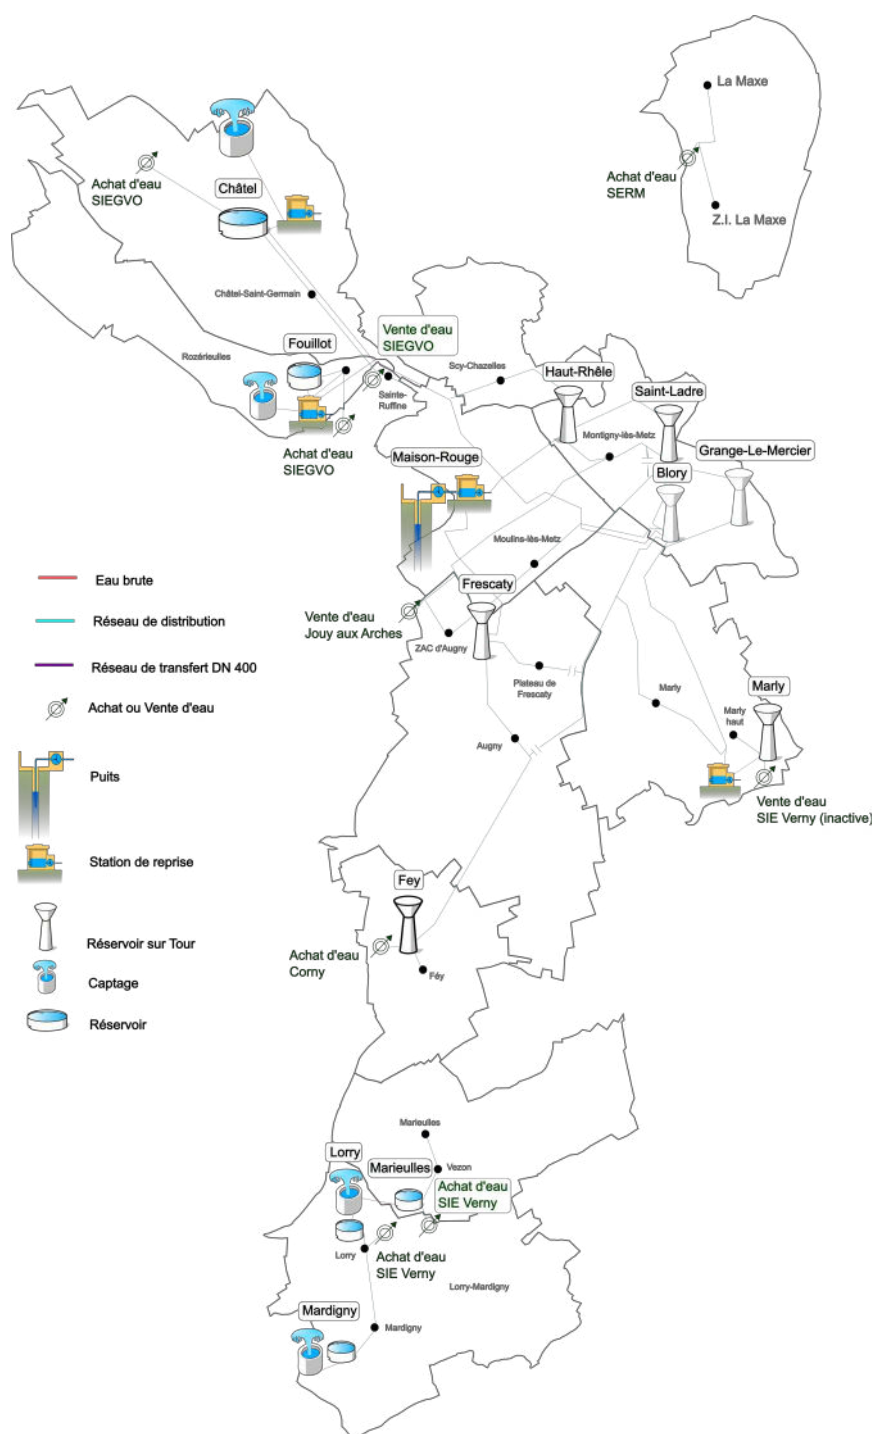 La Maxe
Achat d'eau
SERM
Z.I. La Maxe
Achat d'eau
SIEGVO
Châtel
Châtel-Saint-Germain
Vente d'eau
SIEGVO
Fouillot
Rozérieulles
Sainte-
Ruffine
Achat d'eau
SIEGVO
Scy-Chazelles
Haut-Rhêle
Saint-Ladre
Montigny-lès-Metz
Grange-Le-Mercier
Maison-Rouge
Blory
Moulins-lès-Metz
Frescaty
Vente d'eau
Jouy aux Arches
ZAC d'Augny
Plateau de
Frescaty
Augny
Marly
Marly
Marly
haut
Vente d'eau
SIE Verny (inactive)
Eau brute
Réseau de distribution
Réseau de transfert DN 400
Achat ou Vente d'eau
Puits
Station de reprise
Réservoir sur Tour
Captage
Réservoir
Fey
Achat d'eau
Corny
Féy
Marieulles
Lorry
Marieulles
Vezon
Achat d'eau
SIE Verny
Lorry
Achat d'eau
SIE Verny
Lorry-Mardigny
Mardigny
Mardigny